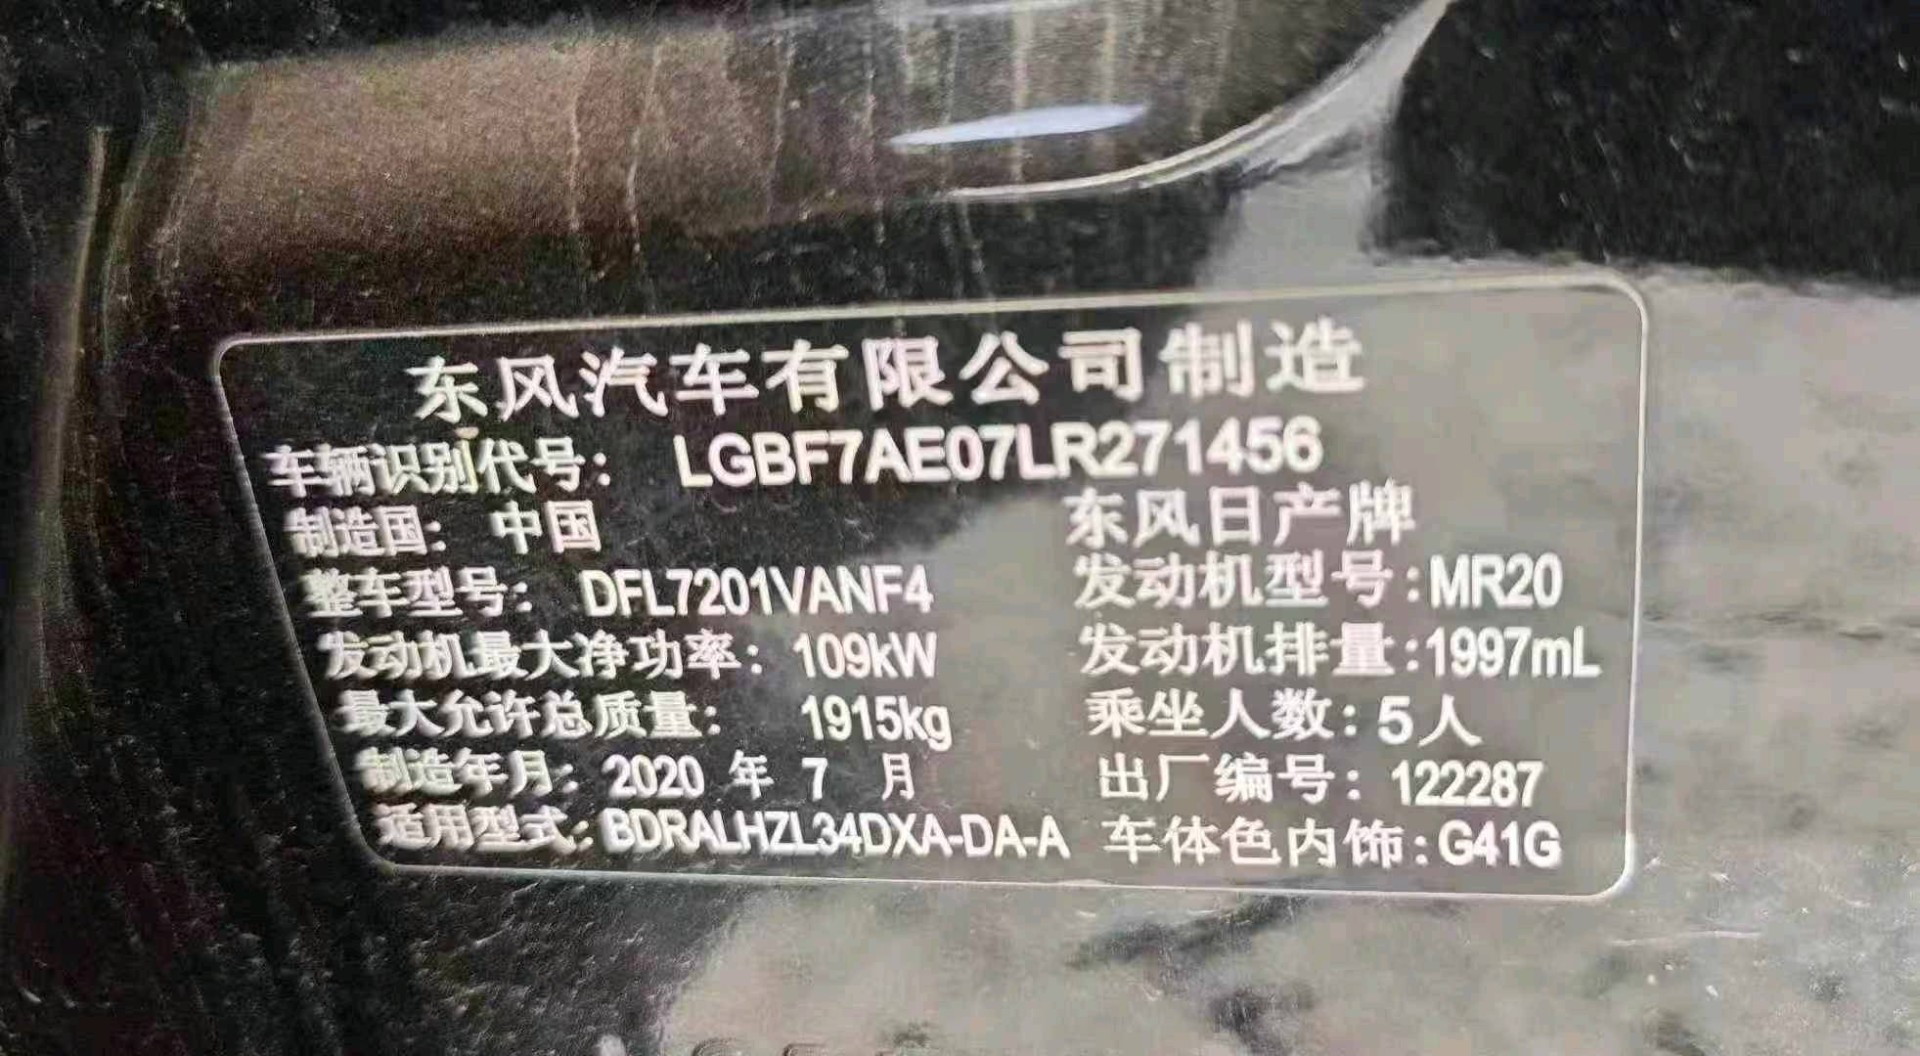 东风汽车有限公司制造
车辆识别代号： LGBF7AE07LR271456
制造国： 中国 东风日产牌
整车型号： DFL7201VANF4 发动机型号：MR20
发动机最大净功率： 109kW 发动机排量：1997mL
最大允许总质量： 1915kg 乘坐人数：5人
制造年月： 2020 年 7 月 出厂编号：122287
适用型式：BDRALHZL34DXA-DA-A 车体色内饰：G41G